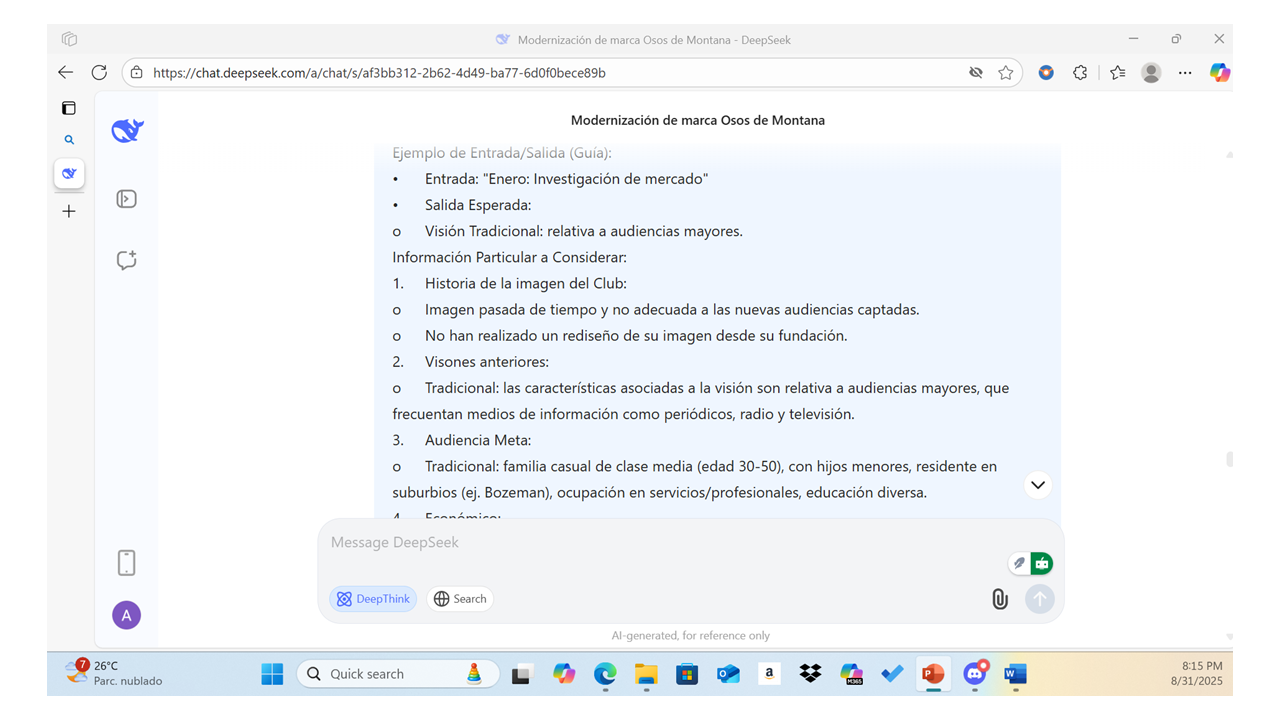 Modernización de marca Osos de Montana - DeepSeek
https://chat.deepseek.com/a/chat/s/af3bb312-2b62-4d49-ba77-6d0f0bece89b
Modernización de marca Osos de Montana
Ejemplo de Entrada/Salida (Guía):
• Entrada: "Enero: Investigación de mercado"
• Salida Esperada:
o Visión Tradicional: relativa a audiencias mayores.
Información Particular a Considerar:
1. Historia de la imagen del Club:
o Imagen pasada de tiempo y no adecuada a las nuevas audiencias captadas.
o No han realizado un rediseño de su imagen desde su fundación.
2. Visones anteriores:
o Tradicional: las características asociadas a la visión son relativa a audiencias mayores, que
frecuentan medios de información como periódicos, radio y televisión.
3. Audiencia Meta:
o Tradicional: familia casual de clase media (edad 30-50), con hijos menores, residente en
suburbios (ej. Bozeman), ocupación en servicios/profesionales, educación diversa.
4. Económico:
Message DeepSeek
DeepThink
Search
A
AI-generated, for reference only
7
26°C
Parc. nublado
Quick search
a
M365
P
W
8:15 PM
8/31/2025